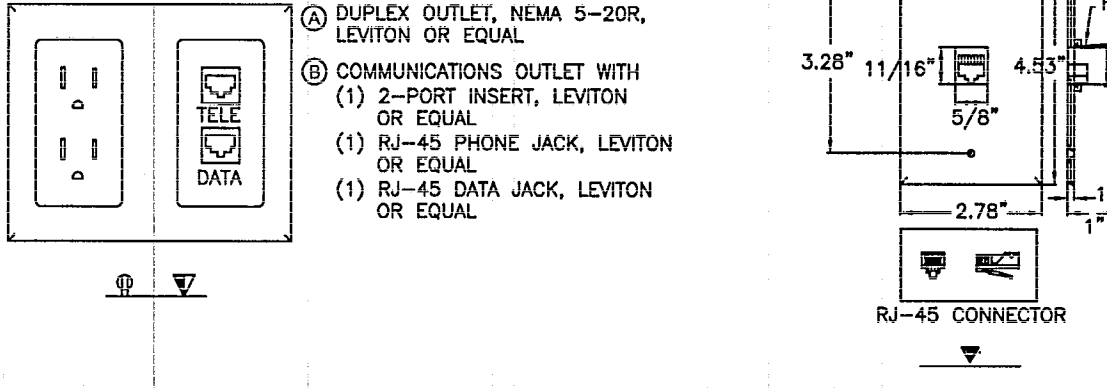 TELE
DATA
A DUPLEX OUTLET, NEMA 5-20R,
LEVITON OR EQUAL
B COMMUNICATIONS OUTLET WITH
(1) 2-PORT INSERT, LEVITON
OR EQUAL
(1) RJ-45 PHONE JACK, LEVITON
OR EQUAL
(1) RJ-45 DATA JACK, LEVITON
OR EQUAL
3.28"
11/16"
4.53"
5/8"
2.78"
1
1"
RJ-45 CONNECTOR